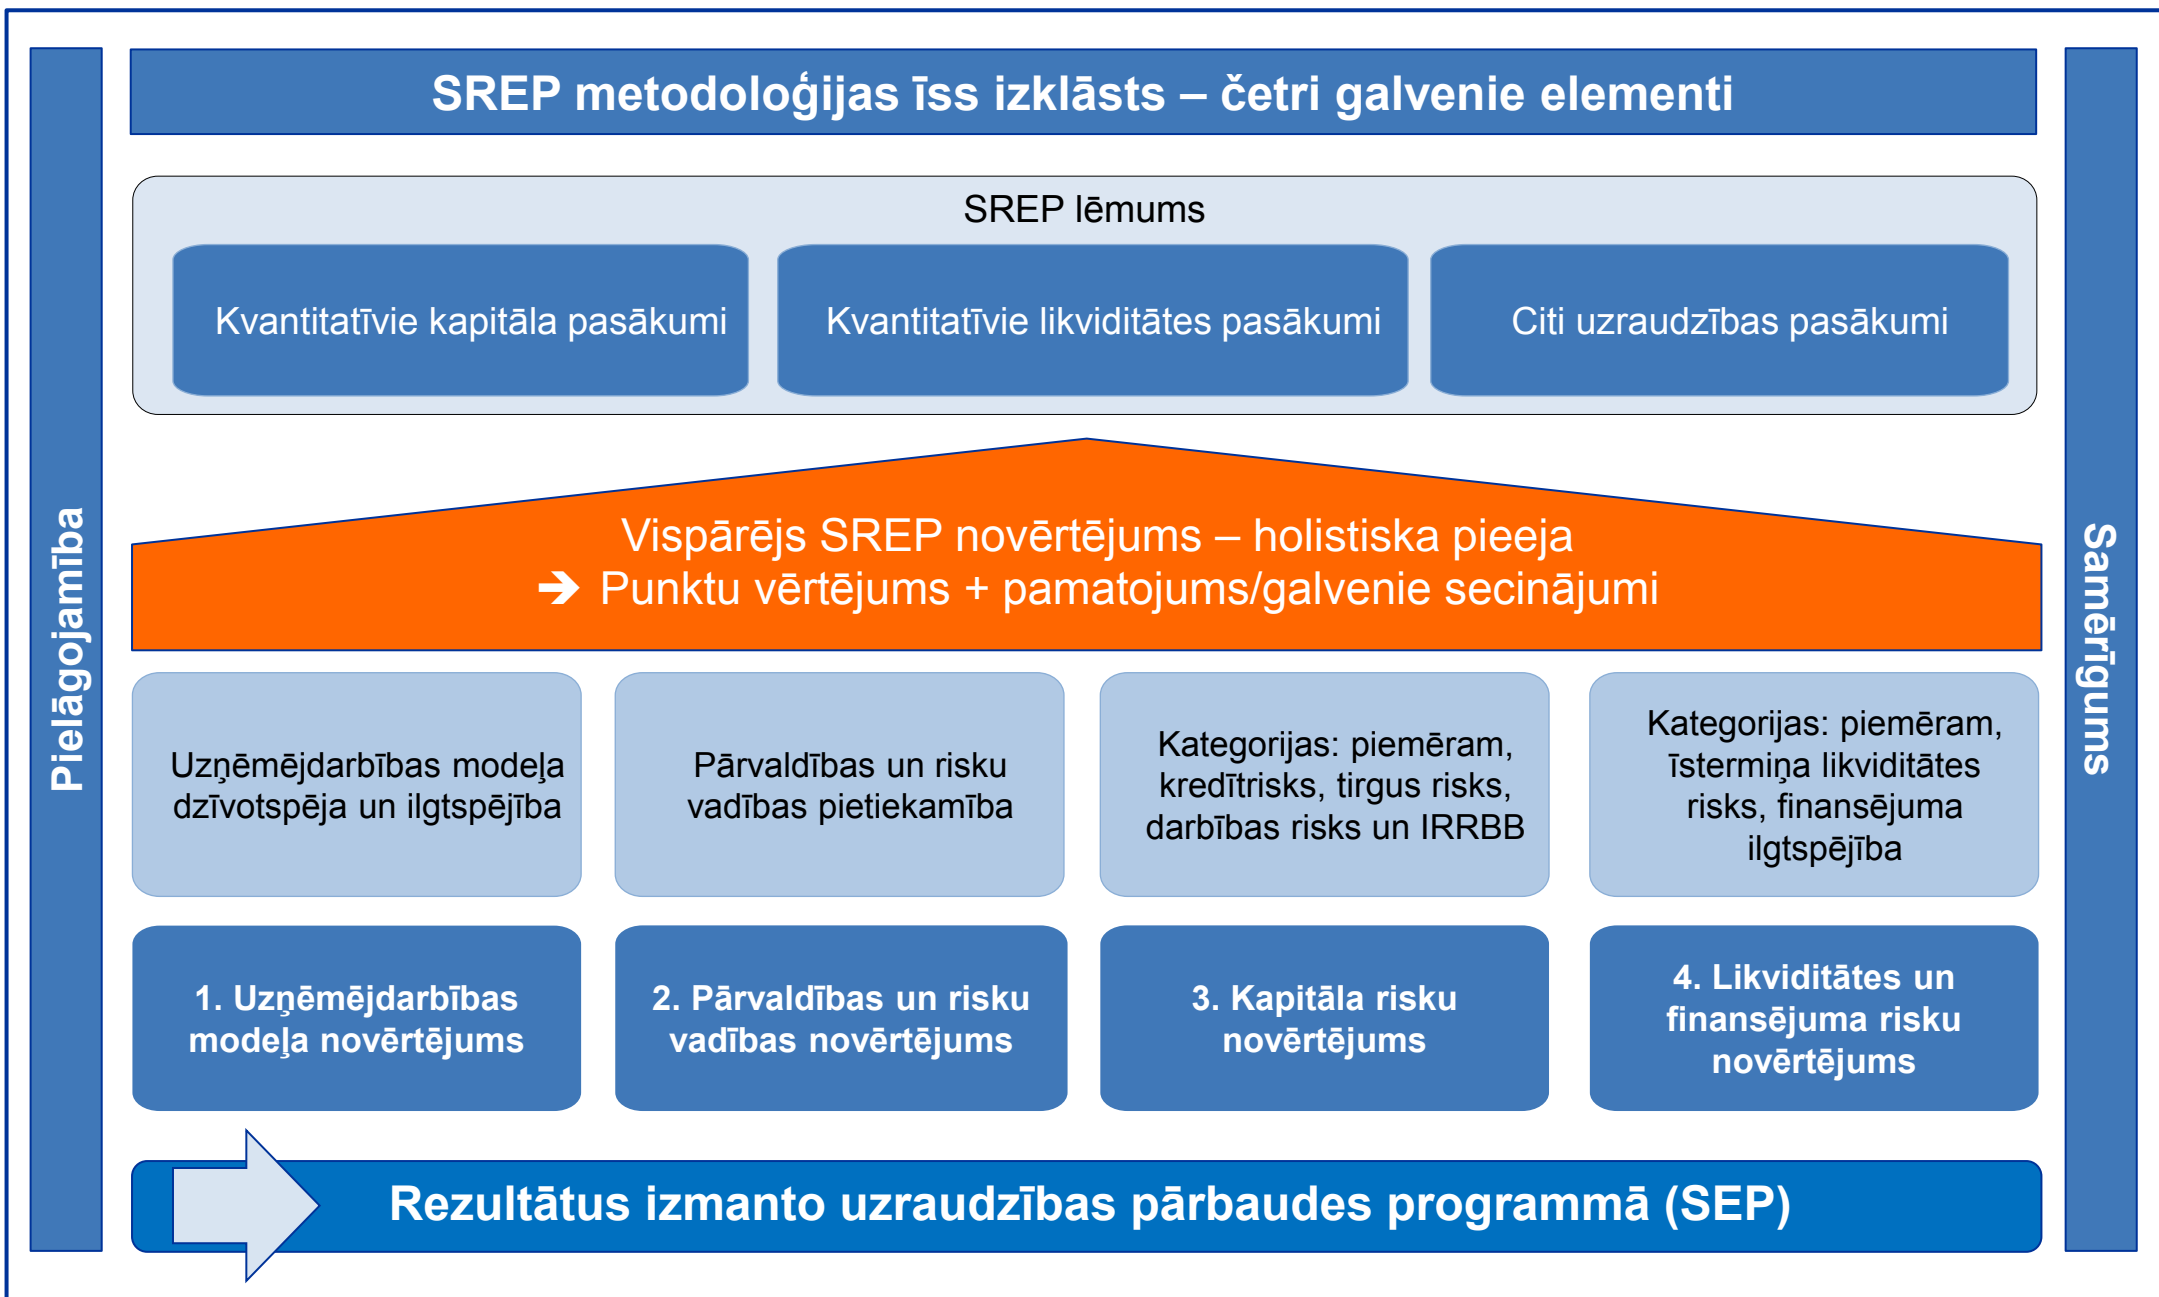 SREP metodoloģijas īss izklāsts – četri galvenie elementi
Pielāgojamība
SREP lēmums
Kvantitatīvie kapitāla pasākumi
Kvantitatīvie likviditātes pasākumi
Citi uzraudzības pasākumi
Vispārējs SREP novērtējums – holistiska pieeja
➔ Punktu vērtējums + pamatojums/galvenie secinājumi
Uzņēmējdarbības modeļa
dzīvotspēja un ilgtspējība
Pārvaldības un risku
vadības pietiekamība
Kategorijas: piemēram,
kredītrisks, tirgus risks,
darbības risks un IRRBB
Kategorijas: piemēram,
īstermiņa likviditātes
risks, finansējuma
ilgtspējība
1. Uzņēmējdarbības
modeļa novērtējums
2. Pārvaldības un risku
vadības novērtējums
3. Kapitāla risku
novērtējums
4. Likviditātes un
finansējuma risku
novērtējums
Rezultātus izmanto uzraudzības pārbaudes programmā (SEP)
Samērīgums